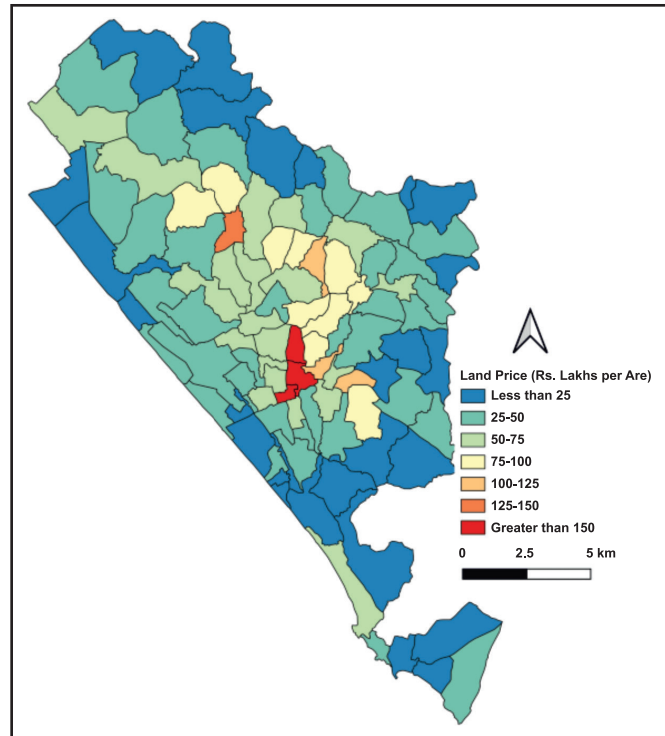 Land Price (Rs. Lakhs per Are)
Less than 25
25-50
50-75
75-100
100-125
125-150
Greater than 150
0 2.5 5 km